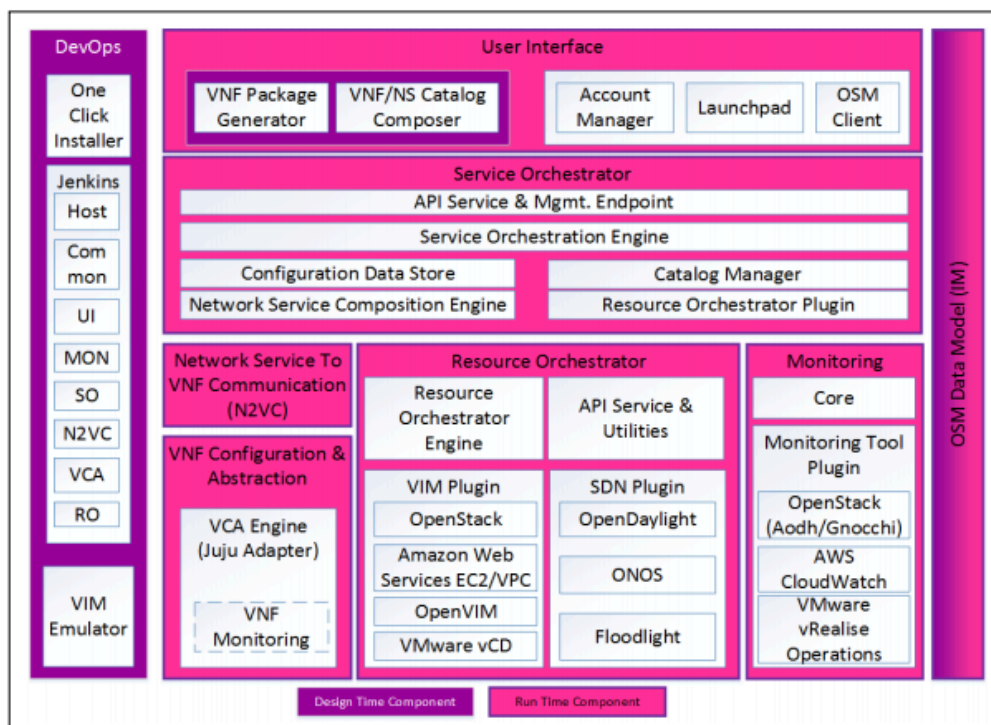 DevOps
One
Click
Installer
Jenkins
Host
Com
mon
UI
MON
SO
N2VC
VCA
RO
VIM
Emulator
User Interface
VNF Package
Generator
VNF/NS Catalog
Composer
Account
Manager
Launchpad
OSM
Client
Service Orchestrator
API Service & Mgmt. Endpoint
Service Orchestration Engine
Configuration Data Store
Catalog Manager
Network Service Composition Engine
Resource Orchestrator Plugin
Network Service To
VNF Communication
(N2VC)
VNF Configuration &
Abstraction
VCA Engine
(Juju Adapter)
VNF
Monitoring
Resource Orchestrator
Resource
Orchestrator
Engine
API Service &
Utilities
VIM Plugin
OpenStack
Amazon Web
Services EC2/VPC
OpenVIM
VMware vCD
SDN Plugin
OpenDaylight
ONOS
Floodlight
Monitoring
Core
Monitoring Tool
Plugin
OpenStack
(Aodh/Gnocchi)
AWS
CloudWatch
VMware
vRealise
Operations
OSM Data Model (IM)
Design Time Component
Run Time Component